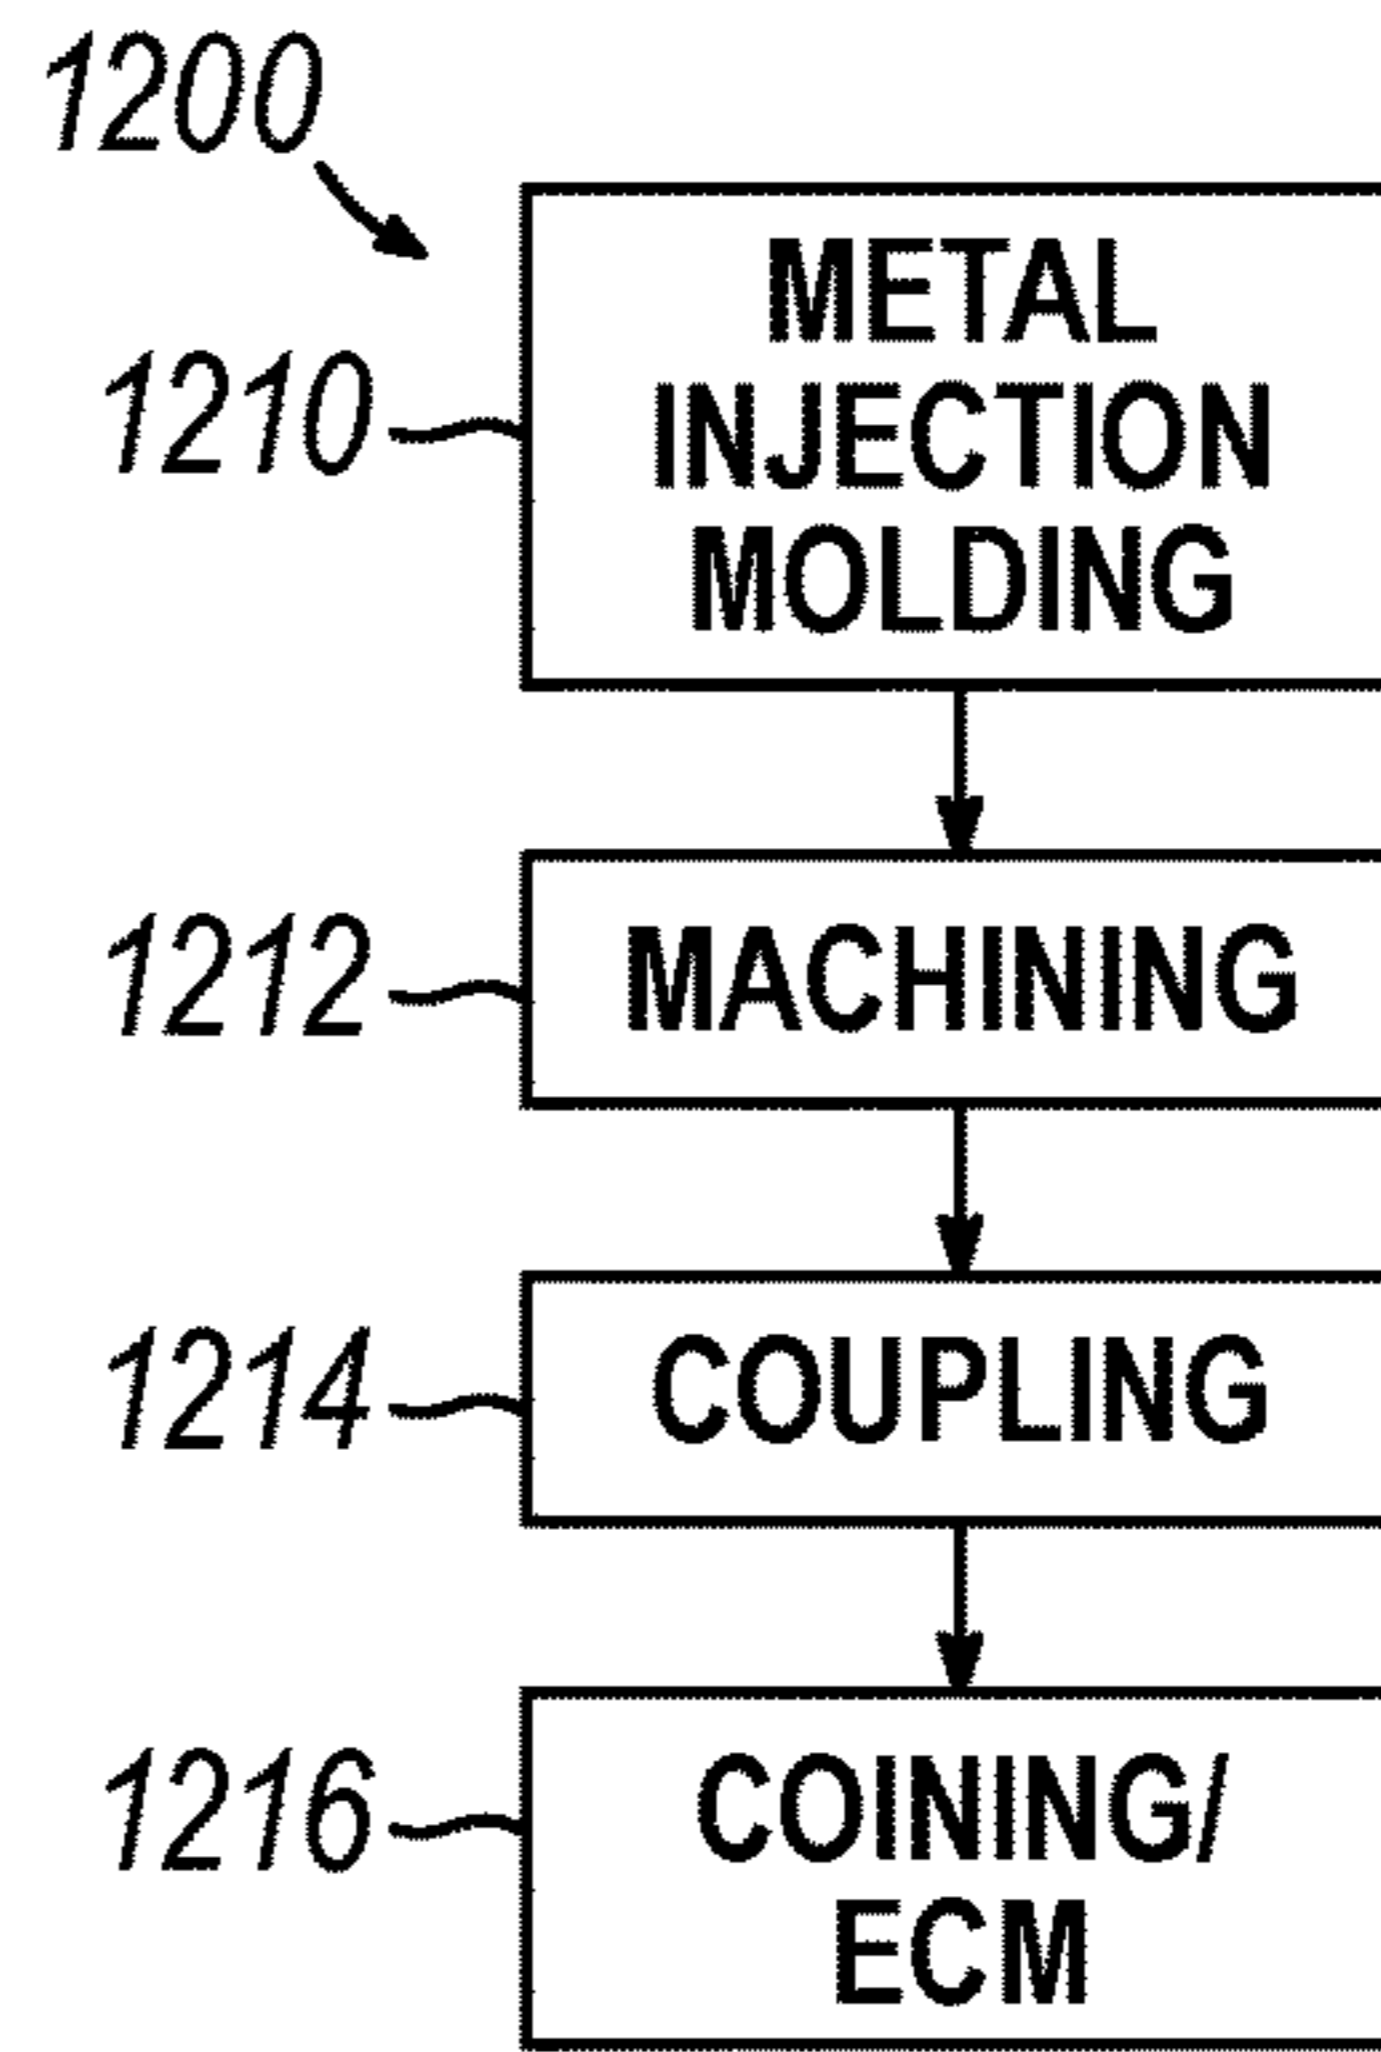 1200
METAL
INJECTION
MOLDING
1210
MACHINING
1212
COUPLING
1214
COINING/
ECM
1216